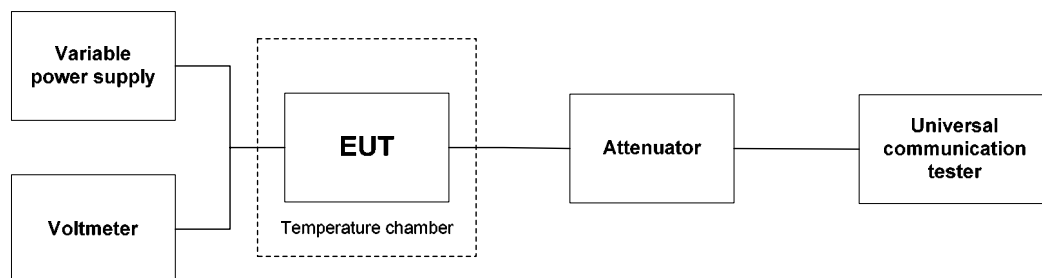 Variable
power supply
Voltmeter
EUT
Temperature chamber
Attenuator
Universal
communication
tester